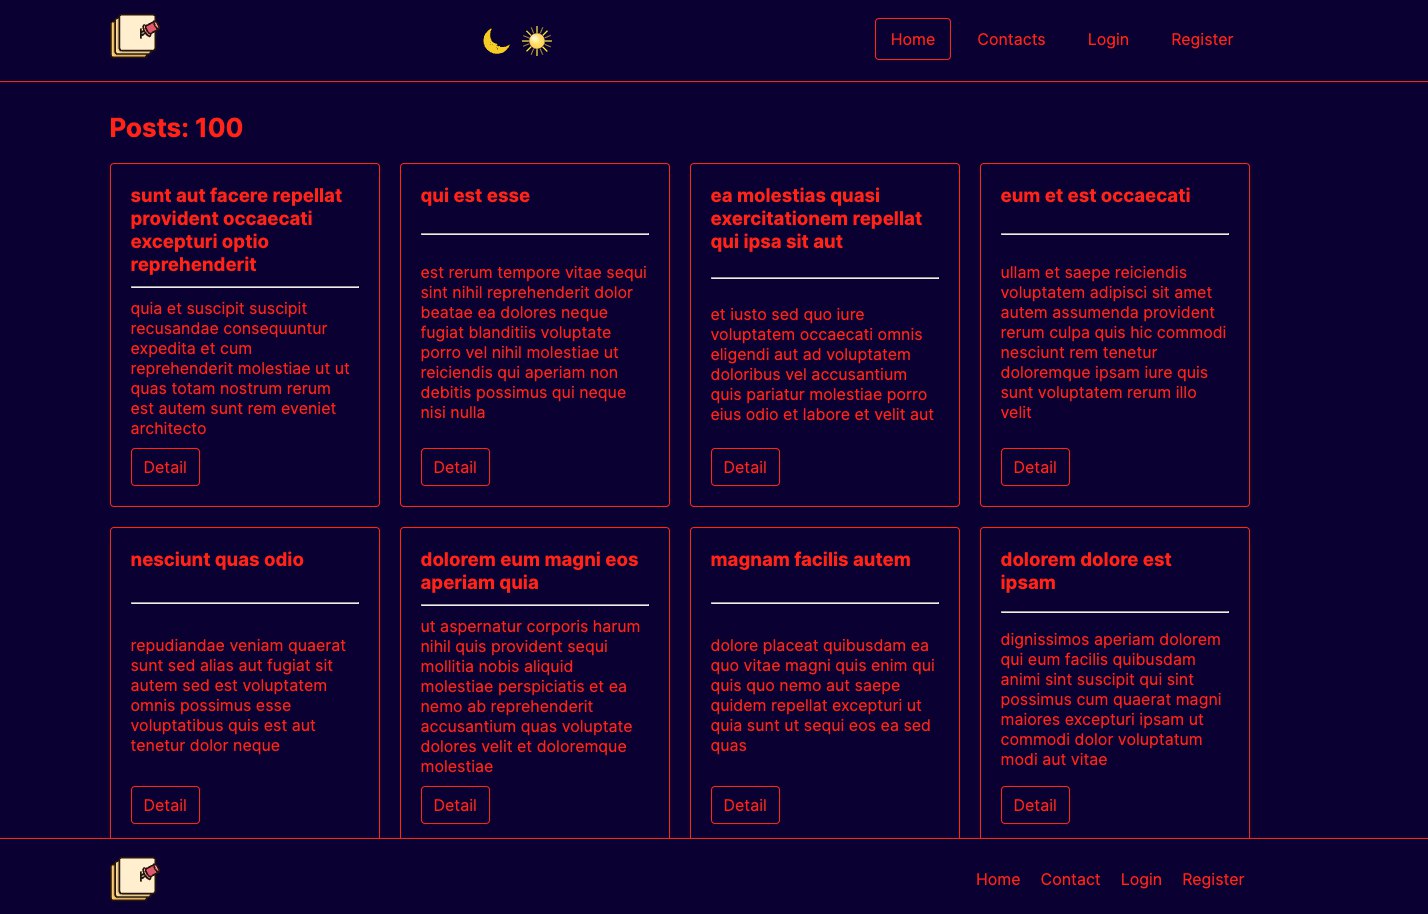 Home Contacts Login Register
Posts: 100
sunt aut facere repellat
provident occaecati
excepturi optio
reprehenderit
quia et suscipit suscipit
recusandae consequuntur
expedita et cum
reprehenderit molestiae ut ut
quas totam nostrum rerum
est autem sunt rem eveniet
architecto
Detail
qui est esse
est rerum tempore vitae sequi
sint nihil reprehenderit dolor
beatae ea dolores neque
fugiat blanditiis voluptate
porro vel nihil molestiae ut
reiciendis qui aperiam non
debitis possimus qui neque
nisi nulla
Detail
ea molestias quasi
exercitationem repellat
qui ipsa sit aut
et iusto sed quo iure
voluptatem occaecati omnis
eligendi aut ad voluptatem
doloribus vel accusantium
quis pariatur molestiae porro
eius odio et labore et velit aut
Detail
eum et est occaecati
ullam et saepe reiciendis
voluptatem adipisci sit amet
autem assumenda provident
rerum culpa quis hic commodi
nesciunt rem tenetur
doloremque ipsam iure quis
sunt voluptatem rerum illo
velit
Detail
nesciunt quas odio
repudiandae veniam quaerat
sunt sed alias aut fugiat sit
autem sed est voluptatem
omnis possimus esse
voluptatibus quis est aut
tenetur dolor neque
Detail
dolorem eum magni eos
aperiam quia
ut aspernatur corporis harum
nihil quis provident sequi
mollitia nobis aliquid
molestiae perspiciatis et ea
nemo ab reprehenderit
accusantium quas voluptate
dolores velit et doloremque
molestiae
Detail
magnam facilis autem
dolore placeat quibusdam ea
quo vitae magni quis enim qui
quis quo nemo aut saepe
quidem repellat excepturi ut
quia sunt ut sequi eos ea sed
quas
Detail
dolorem dolore est
ipsam
dignissimos aperiam dolorem
qui eum facilis quibusdam
animi sint suscipit qui sint
possimus cum quaerat magni
maiores excepturi ipsam ut
commodi dolor voluptatum
modi aut vitae
Detail
Home Contact Login Register